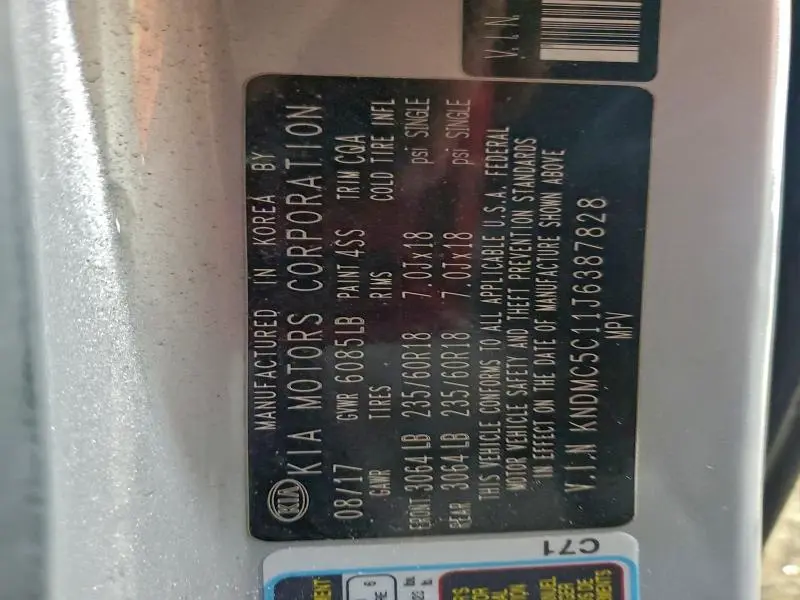 V.I.N.
MANUFACTURED IN KOREA BY
KIA KIA MOTORS CORPORATION
08/17 GVWR 6085LB PAINT 4SS TRIM CQA
GAWR TIRES RIMS COLD TIRE INFL
FRONT 3064LB 235/60R18 7.0Jx18 psi SINGLE
REAR 3064LB 235/60R18 7.0Jx18 psi SINGLE
THIS VEHICLE CONFORMS TO ALL APPLICABLE U.S.A. FEDERAL
MOTOR VEHICLE SAFETY AND THEFT PREVENTION STANDARDS
IN EFFECT ON THE DATE OF MANUFACTURE SHOWN ABOVE
V.I.N KNDMC5C11J6387828
MPV
C71